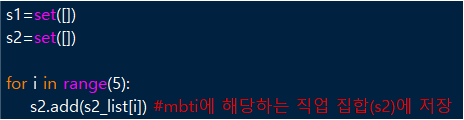 s1=set([])
s2=set([])
for i in range(5):
s2.add(s2_list[i]) #mbti에 해당하는 직업 집합(s2)에 저장